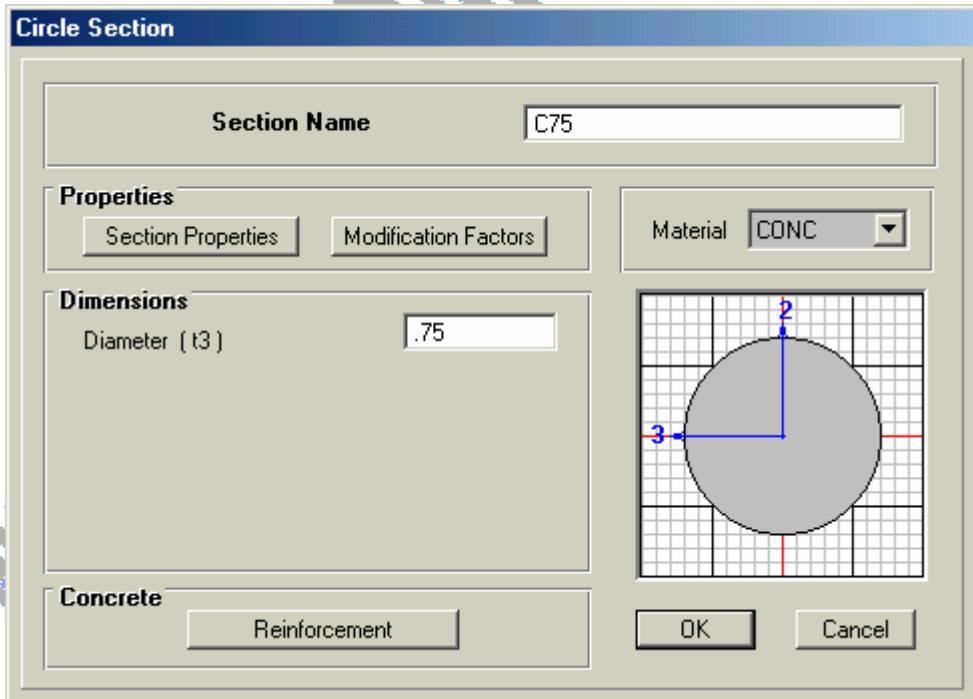 Circle Section
Section Name C75
Properties
Section Properties Modification Factors Material CONC
Dimensions
Diameter ( t3 ) .75
2
3
Concrete
Reinforcement OK Cancel